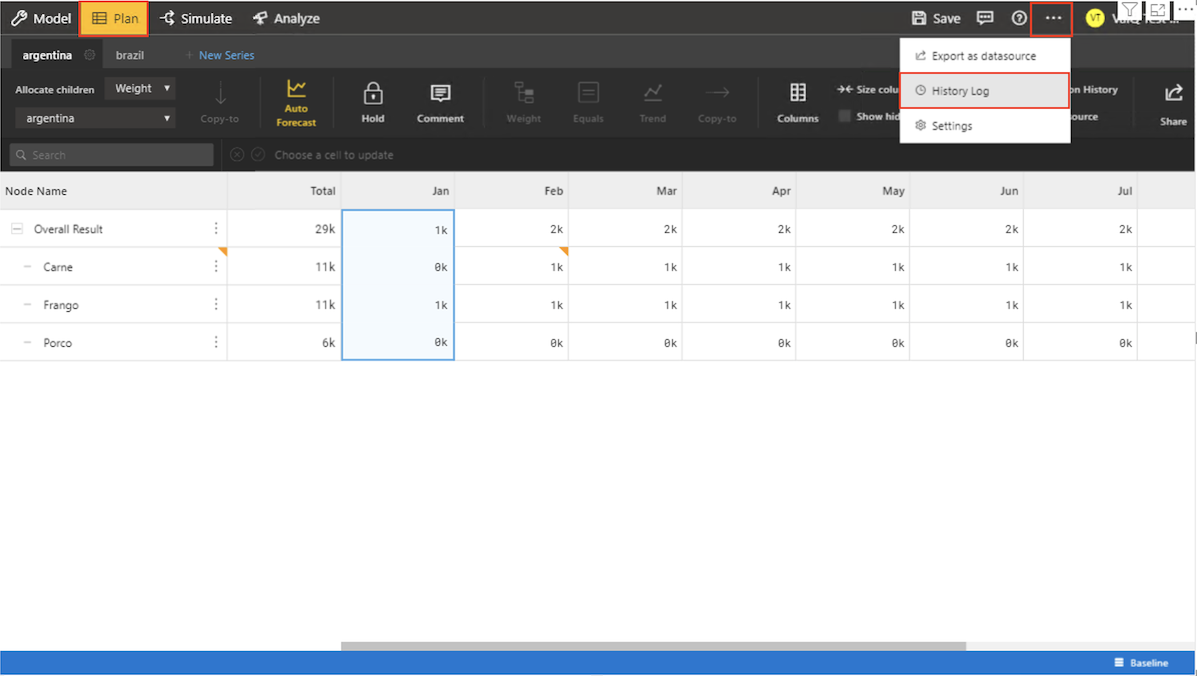 Model Plan Simulate Analyze Save ... VT
argentina brazil + New Series
Export as datasource
History Log
Settings
Allocate children Weight
argentina
Copy-to
Auto
Forecast
Hold
Comment
Weight
Equals
Trend
Copy-to
Columns
Size colu
Show hid
on History
ource
Share
Search Choose a cell to update
Node Name Total Jan Feb Mar Apr May Jun Jul
Overall Result 29k 1k 2k 2k 2k 2k 2k 2k
Carne 11k 0k 1k 1k 1k 1k 1k 1k
Frango 11k 1k 1k 1k 1k 1k 1k 1k
Porco 6k 0k 0k 0k 0k 0k 0k 0k
Baseline